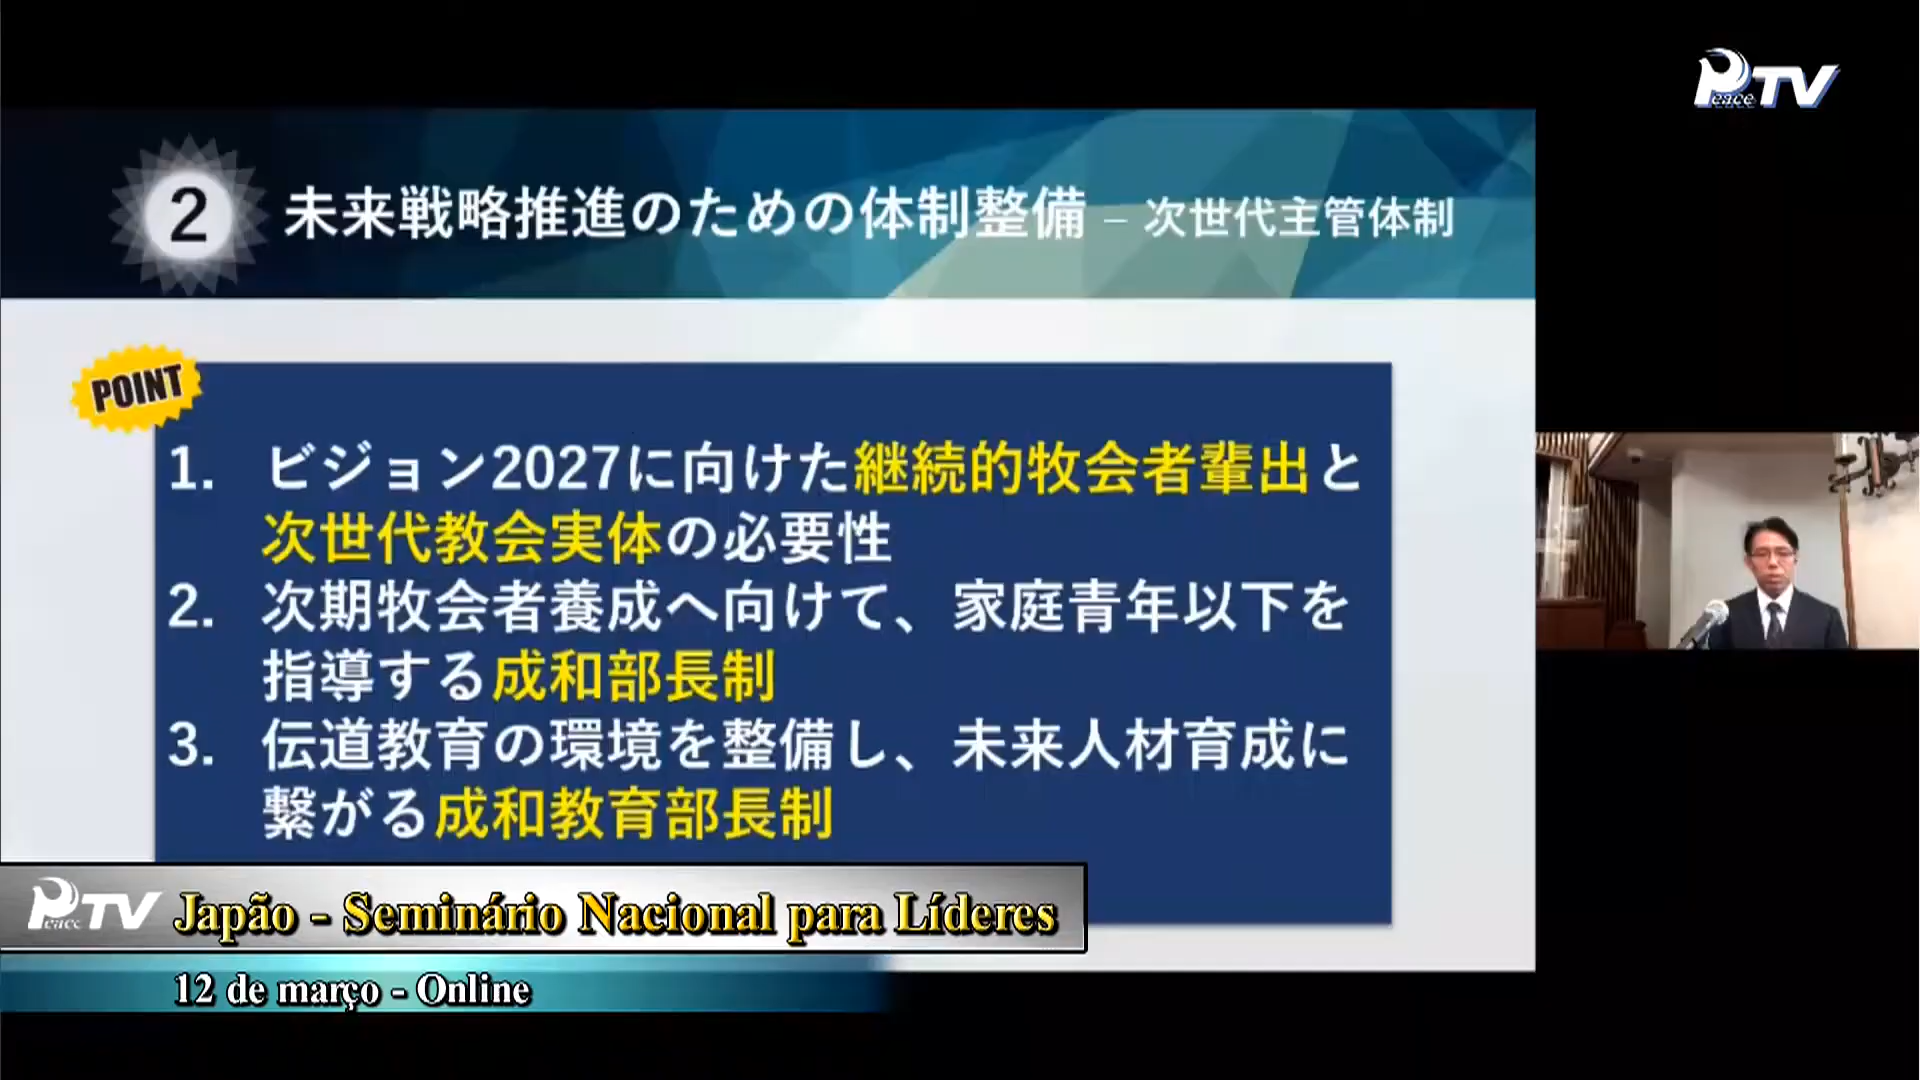 Peace TV
2 未来戦略推進のための体制整備 – 次世代主管体制
POINT
1. ビジョン2027に向けた継続的牧会者輩出と
次世代教会実体の必要性
2. 次期牧会者養成へ向けて、家庭青年以下を
指導する成和部長制
3. 伝道教育の環境を整備し、未来人材育成に
繋がる成和教育部長制
Peace TV Japão - Seminário Nacional para Líderes
12 de março - Online